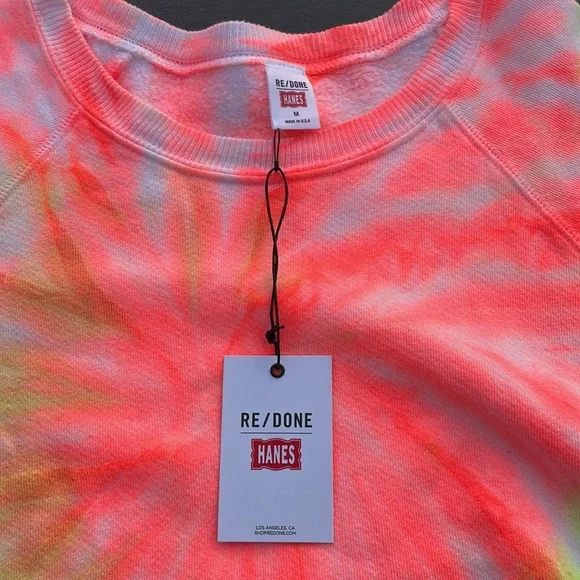 RE/DONE
HANES
M
MADE IN U.S.A
RE/DONE
HANES
LOS ANGELES, CA
SHOPREDONE.COM